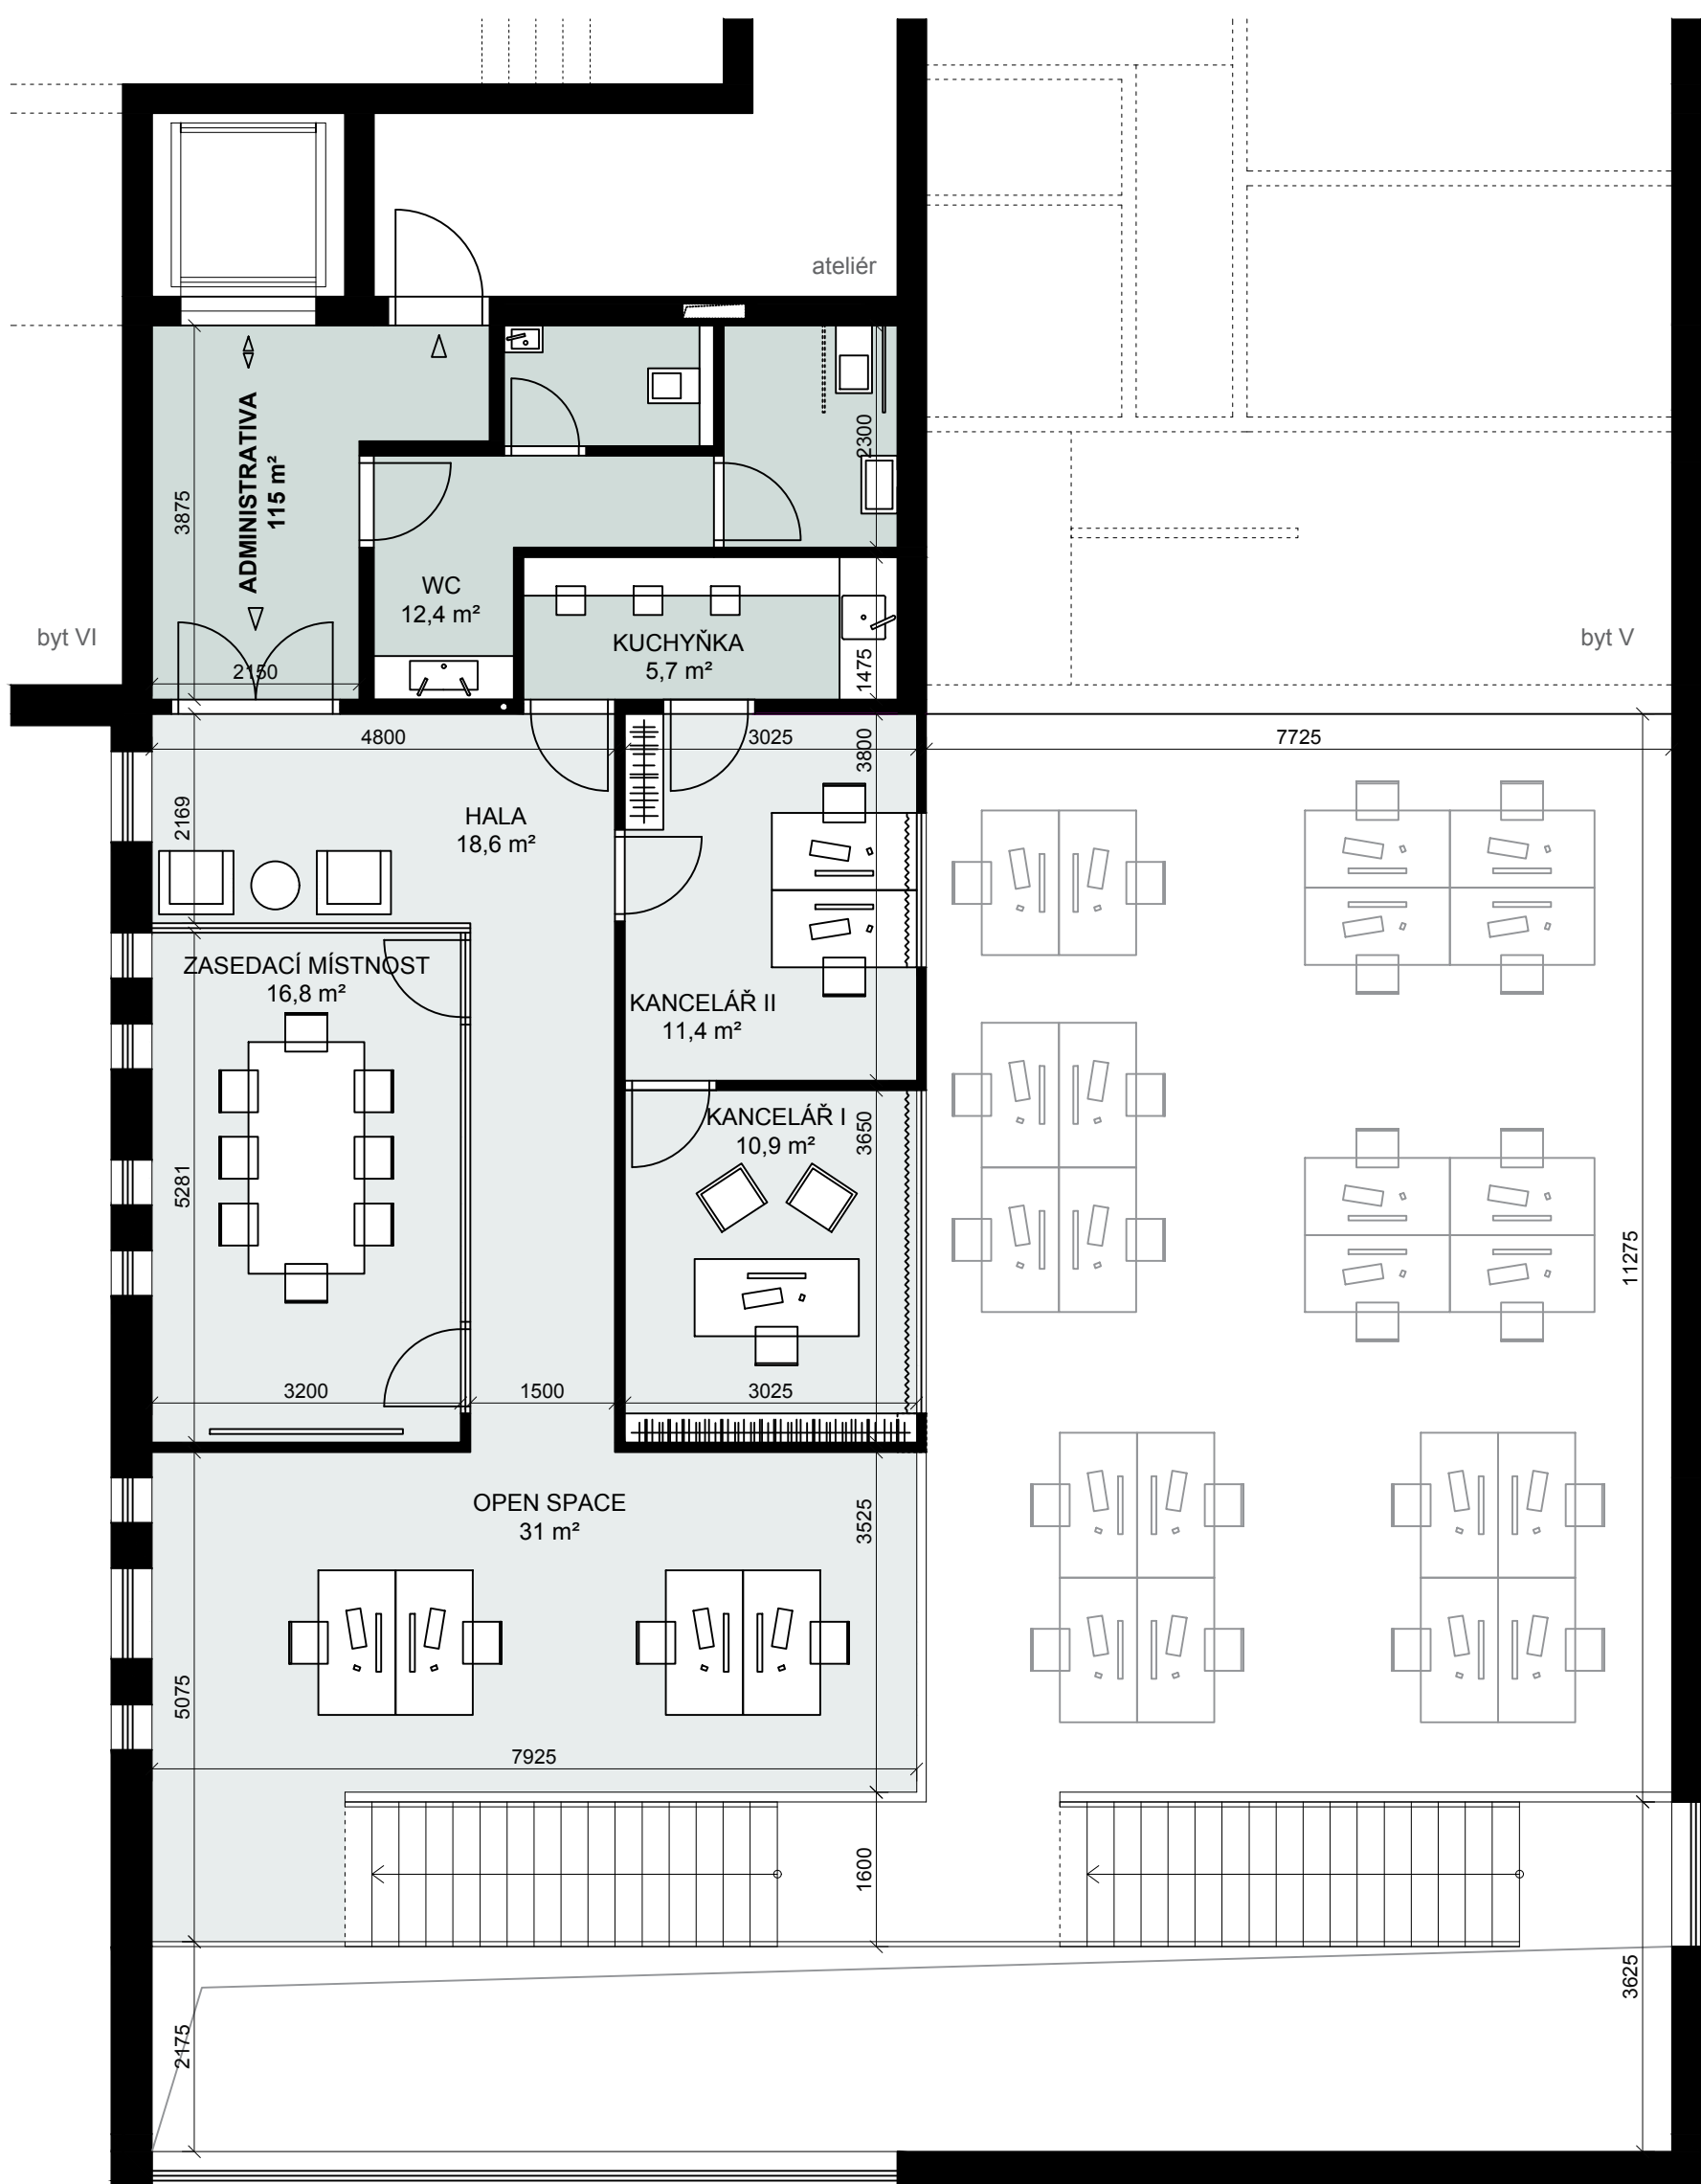 ateliér
ADMINISTRATIVA
115 m²
3875
2300
WC
12,4 m²
KUCHYŇKA
5,7 m²
1475
byt VI
byt V
2150
4800
3025
3800
7725
2169
HALA
18,6 m²
ZASEDACÍ MÍSTNOST
16,8 m²
KANCELÁŘ II
11,4 m²
KANCELÁŘ I
10,9 m²
3650
5281
11275
3200
1500
3025
OPEN SPACE
31 m²
3525
5075
7925
1600
3625
2175